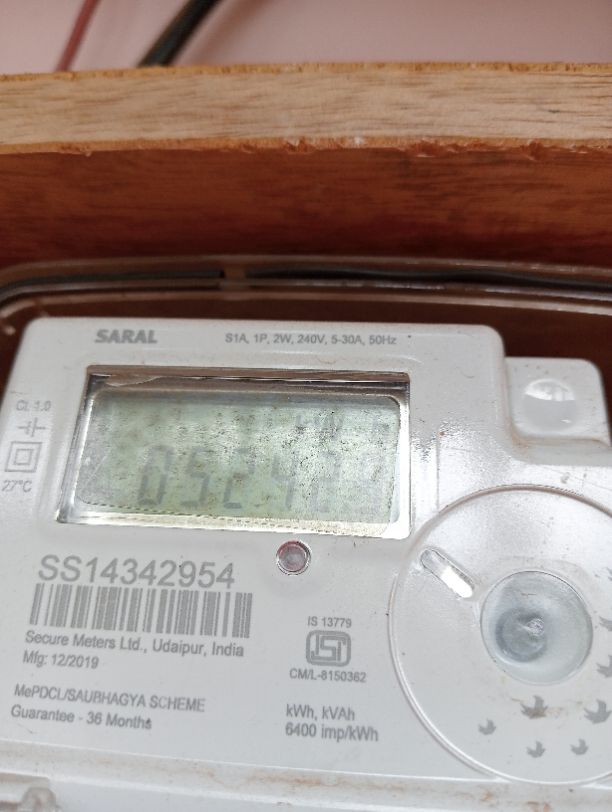 SARAL
S1A, 1P, 2W, 240V, 5-30A, 50Hz
CL 1.0
27°C
SS14342954
Secure Meters Ltd., Udaipur, India
Mfg: 12/2019
MePDCL/SAUBHAGYA SCHEME
Guarantee - 36 Months
IS 13779
ISI
CM/L-8150362
kWh, kVAh
6400 imp/kWh